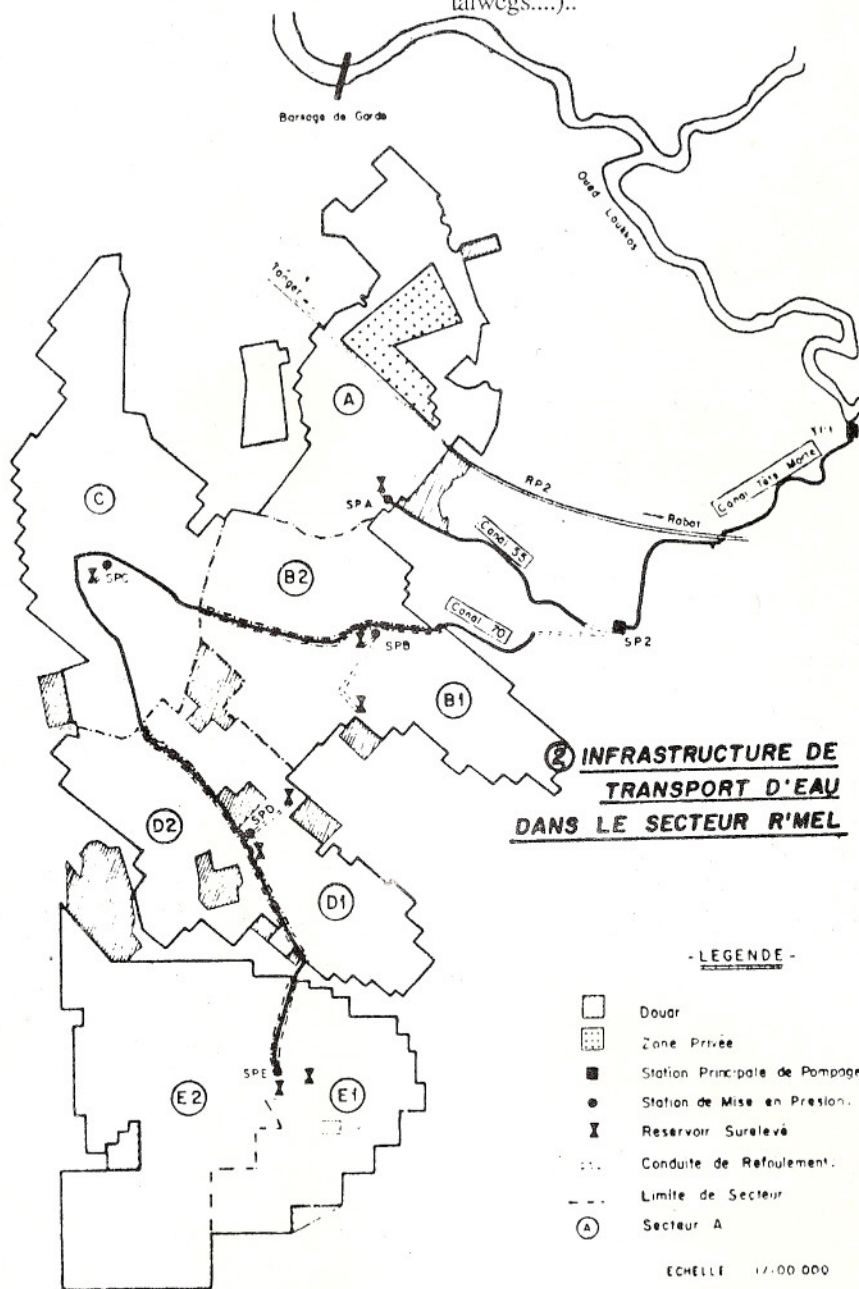 talwegs....)..
Barrage de Garde
Oued Loukkos
Tanger
A
C
SPA
RP2
Rabat
Canal Tête Morte
Canal 55
B2
SPC
Canal 70
SPB
SP2
B1
2 INFRASTRUCTURE DE
TRANSPORT D'EAU
DANS LE SECTEUR R'MEL
D2
SPD
D1
- LEGENDE -
Douar
Zone Privée
Station Principale de Pompage
Station de Mise en Presion.
Reservoir Surelevé
Conduite de Refoulement.
Limite de Secteur
A Secteur A
SPE
E2
E1
ECHELLE